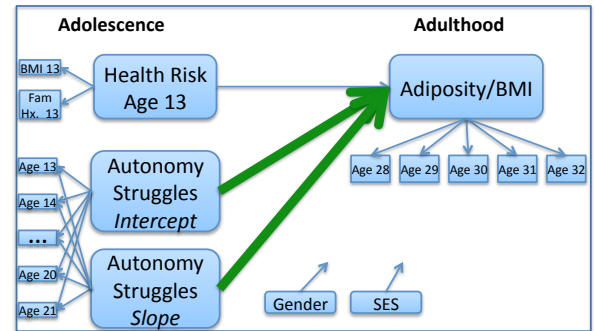 Adolescence
Adulthood
BMI 13
Fam
Hx. 13
Health Risk
Age 13
Adiposity/BMI
Age 28
Age 29
Age 30
Age 31
Age 32
Age 13
Age 14
...
Age 20
Age 21
Autonomy
Struggles
Intercept
Autonomy
Struggles
Slope
Gender
SES